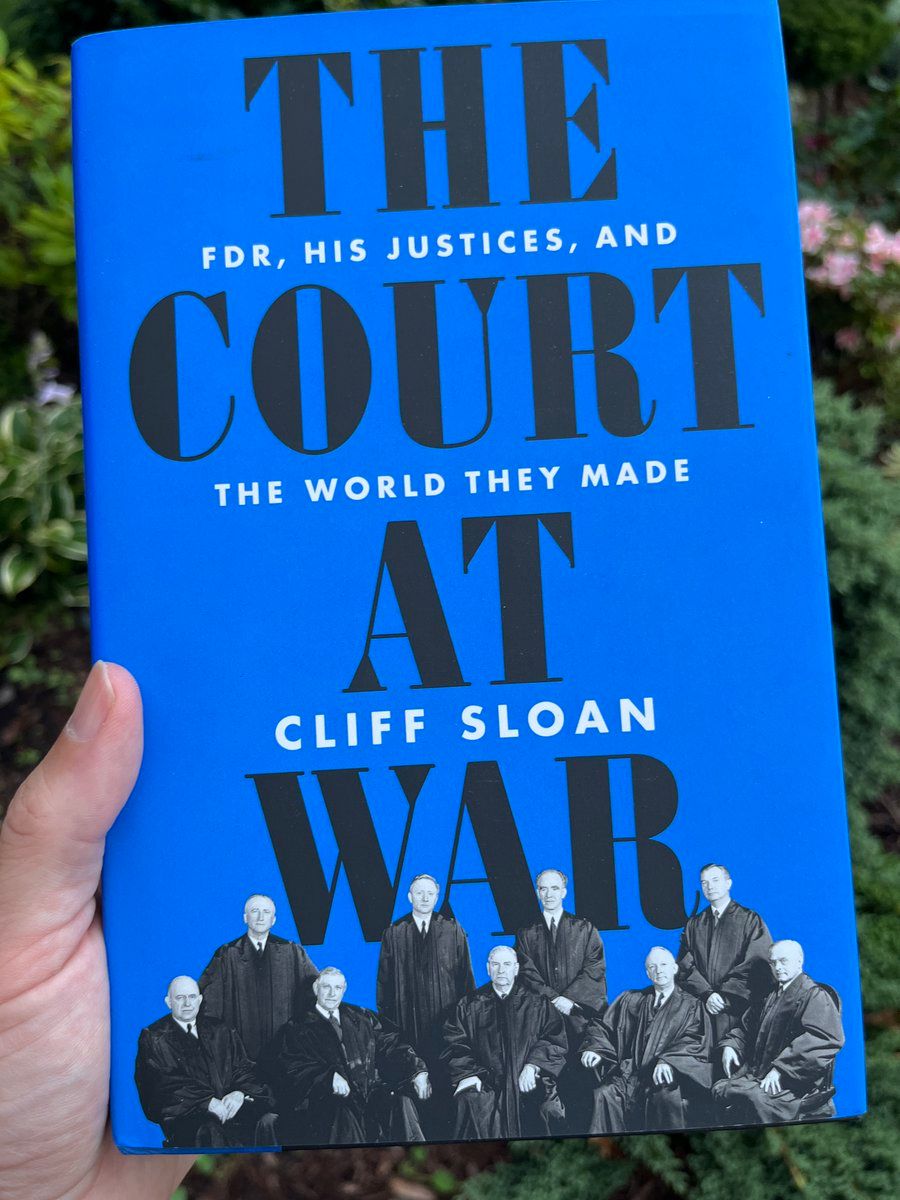 THE
FDR, HIS JUSTICES, AND
COURT
THE WORLD THEY MADE
AT
CLIFF SLOAN
WAR